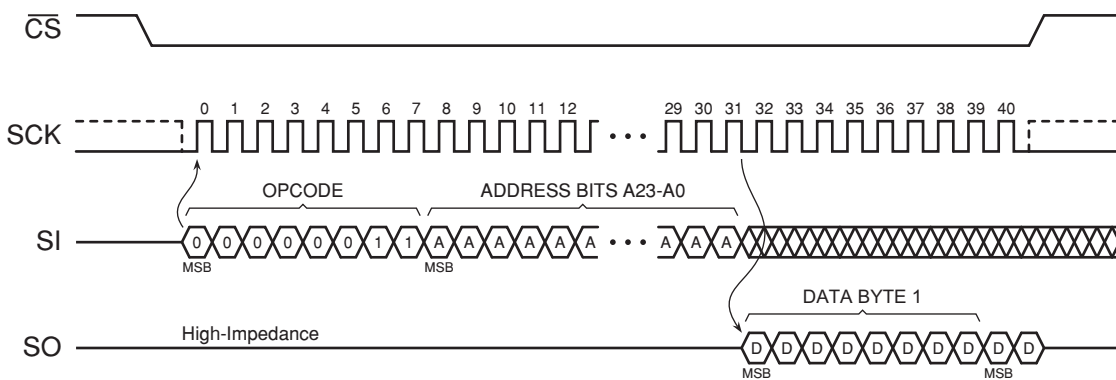 CS
0 1 2 3 4 5 6 7 8 9 10 11 12 29 30 31 32 33 34 35 36 37 38 39 40
SCK
OPCODE ADDRESS BITS A23-A0
SI 0 0 0 0 0 0 1 1 A A A A A A A A A
MSB MSB
DATA BYTE 1
High-Impedance
SO D D D D D D D D D D
MSB MSB